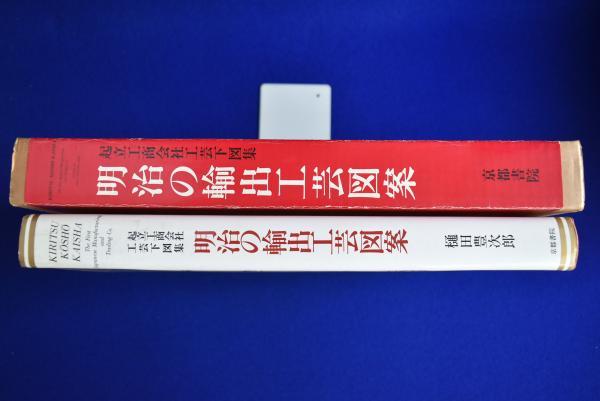 起立工商会社工芸下図集
明治の輸出工芸図案
京都書院
KIRITSU
KŌSHŌ
KAISHA
The First
Japanese Manufacturing
and
Trading Co.
起立工商会社
工芸下図集
明治の輸出工芸図案
樋田豊次郎
京都書院